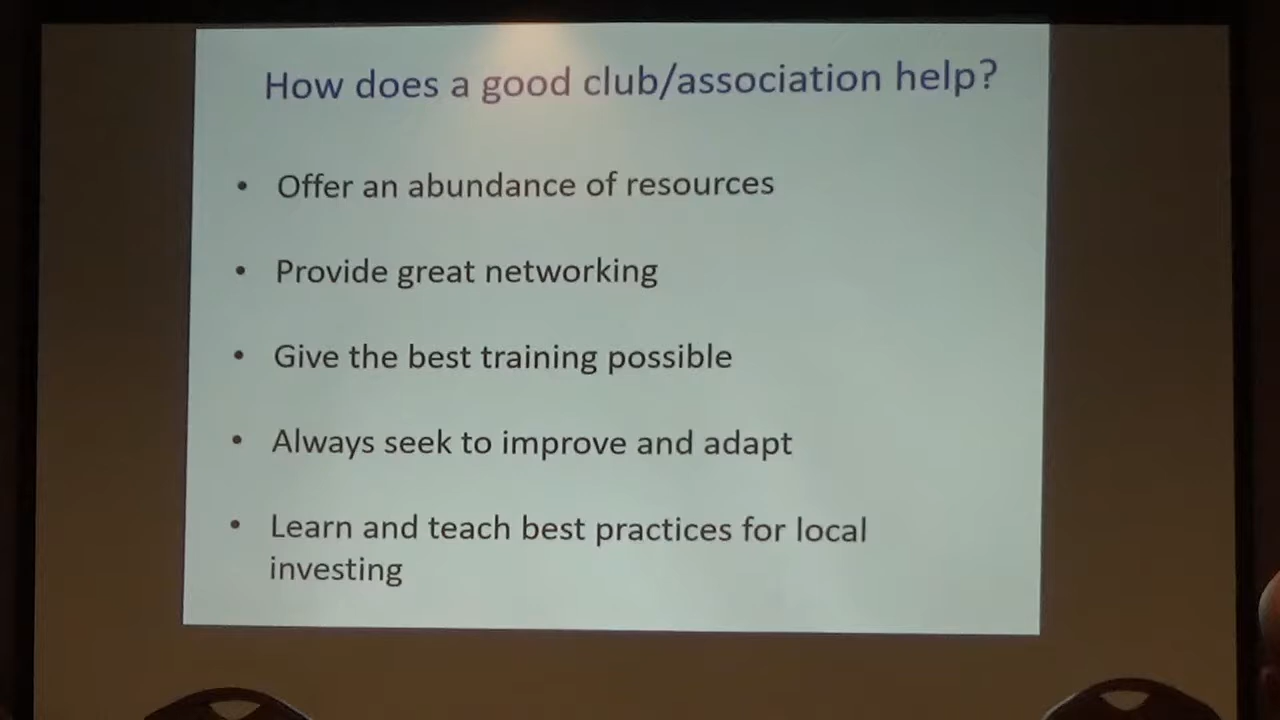 How does a good club/association help?
• Offer an abundance of resources
• Provide great networking
• Give the best training possible
• Always seek to improve and adapt
• Learn and teach best practices for local
investing